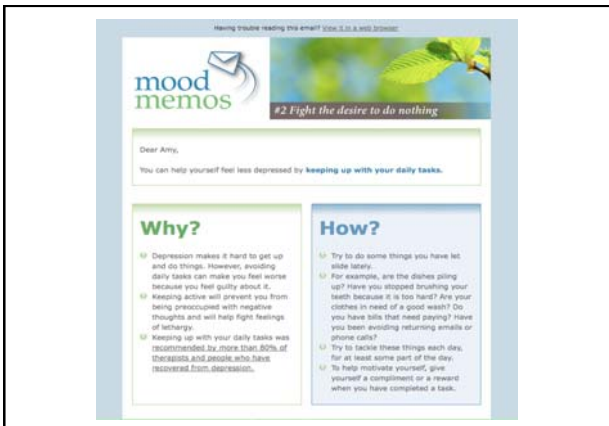 Having trouble reading this email? View it in a web browser
mood
memos
#2 Fight the desire to do nothing
Dear Amy,
You can help yourself feel less depressed by keeping up with your daily tasks.
Why?
Depression makes it hard to get up
and do things. However, avoiding
daily tasks can make you feel worse
because you feel guilty about it.
Keeping active will prevent you from
being preoccupied with negative
thoughts and will help fight feelings
of lethargy.
Keeping up with your daily tasks was
recommended by more than 80% of
therapists and people who have
recovered from depression.
How?
Try to do some things you have let
slide lately.
For example, are the dishes piling
up? Have you stopped brushing your
teeth because it is too hard? Are your
clothes in need of a good wash? Do
you have bills that need paying? Have
you been avoiding returning emails or
phone calls?
Try to tackle these things each day,
for at least some part of the day.
To help motivate yourself, give
yourself a compliment or a reward
when you have completed a task.